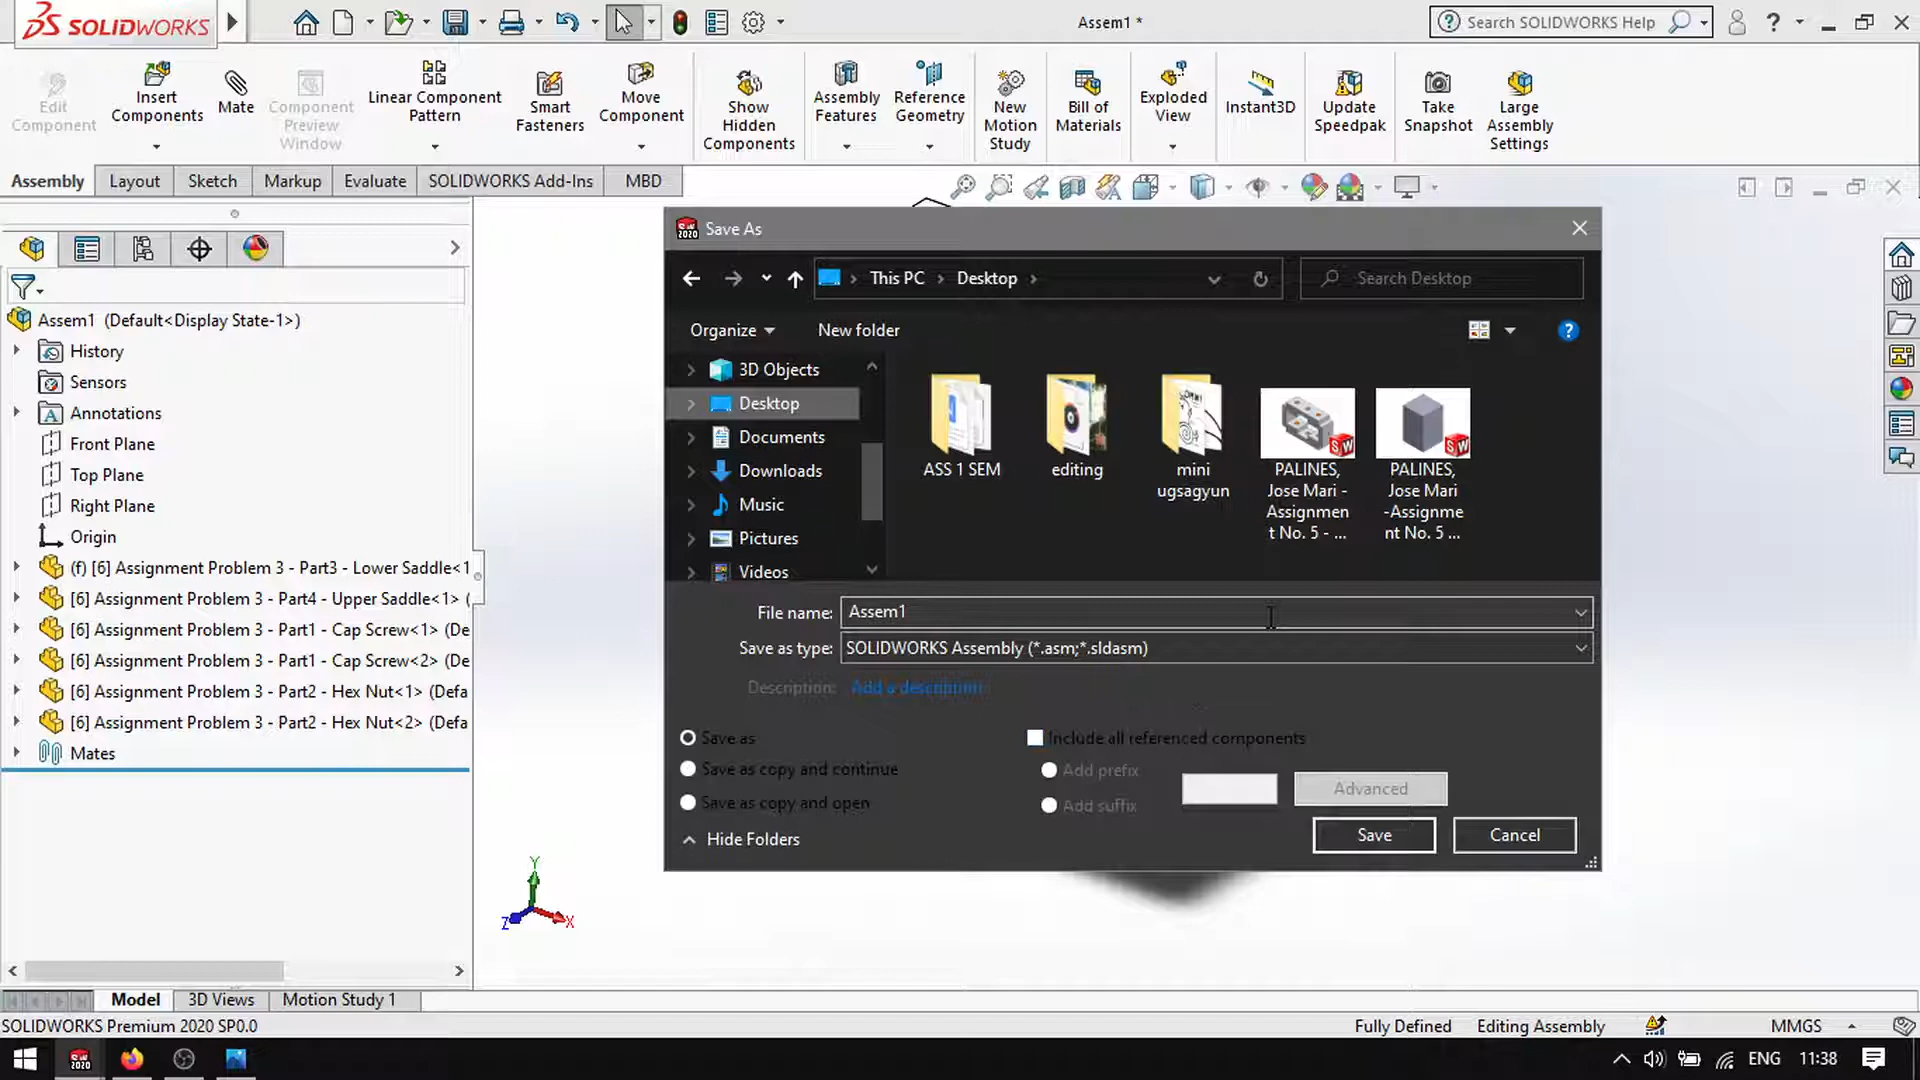 SOLIDWORKS
Assem1 *
Search SOLIDWORKS Help
?
Edit
Component
Insert
Components
Mate
Component
Preview
Window
Linear Component
Pattern
Smart
Fasteners
Move
Component
Show
Hidden
Components
Assembly
Features
Reference
Geometry
New
Motion
Study
Bill of
Materials
Exploded
View
Instant3D
Update
Speedpak
Take
Snapshot
Large
Assembly
Settings
Assembly
Layout
Sketch
Markup
Evaluate
SOLIDWORKS Add-Ins
MBD
Assem1 (Default<Display State-1>)
History
Sensors
Annotations
Front Plane
Top Plane
Right Plane
Origin
(f) [6] Assignment Problem 3 - Part3 - Lower Saddle<1
[6] Assignment Problem 3 - Part4 - Upper Saddle<1> (
[6] Assignment Problem 3 - Part1 - Cap Screw<1> (De
[6] Assignment Problem 3 - Part1 - Cap Screw<2> (De
[6] Assignment Problem 3 - Part2 - Hex Nut<1> (Defa
[6] Assignment Problem 3 - Part2 - Hex Nut<2> (Defa
Mates
Save As
This PC > Desktop >
Search Desktop
Organize
New folder
3D Objects
Desktop
Documents
Downloads
Music
Pictures
Videos
ASS 1 SEM
editing
mini
ugsagyun
PALINES,
Jose Mari -
Assignmen
t No. 5 - ...
PALINES,
Jose Mari
-Assignme
nt No. 5 ...
File name: Assem1
Save as type: SOLIDWORKS Assembly (*.asm;*.sldasm)
Description: Add a description
Save as
Save as copy and continue
Save as copy and open
Include all referenced components
Add prefix
Add suffix
Advanced
Hide Folders
Save
Cancel
Y
Z
X
Model
3D Views
Motion Study 1
SOLIDWORKS Premium 2020 SP0.0
Fully Defined
Editing Assembly
MMGS
ENG
11:38